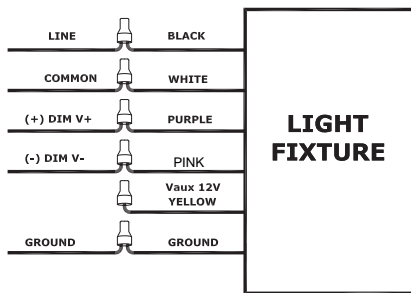 LINE BLACK
COMMON WHITE
(+) DIM V+ PURPLE
(-) DIM V- PINK
Vaux 12V
YELLOW
GROUND GROUND
LIGHT
FIXTURE